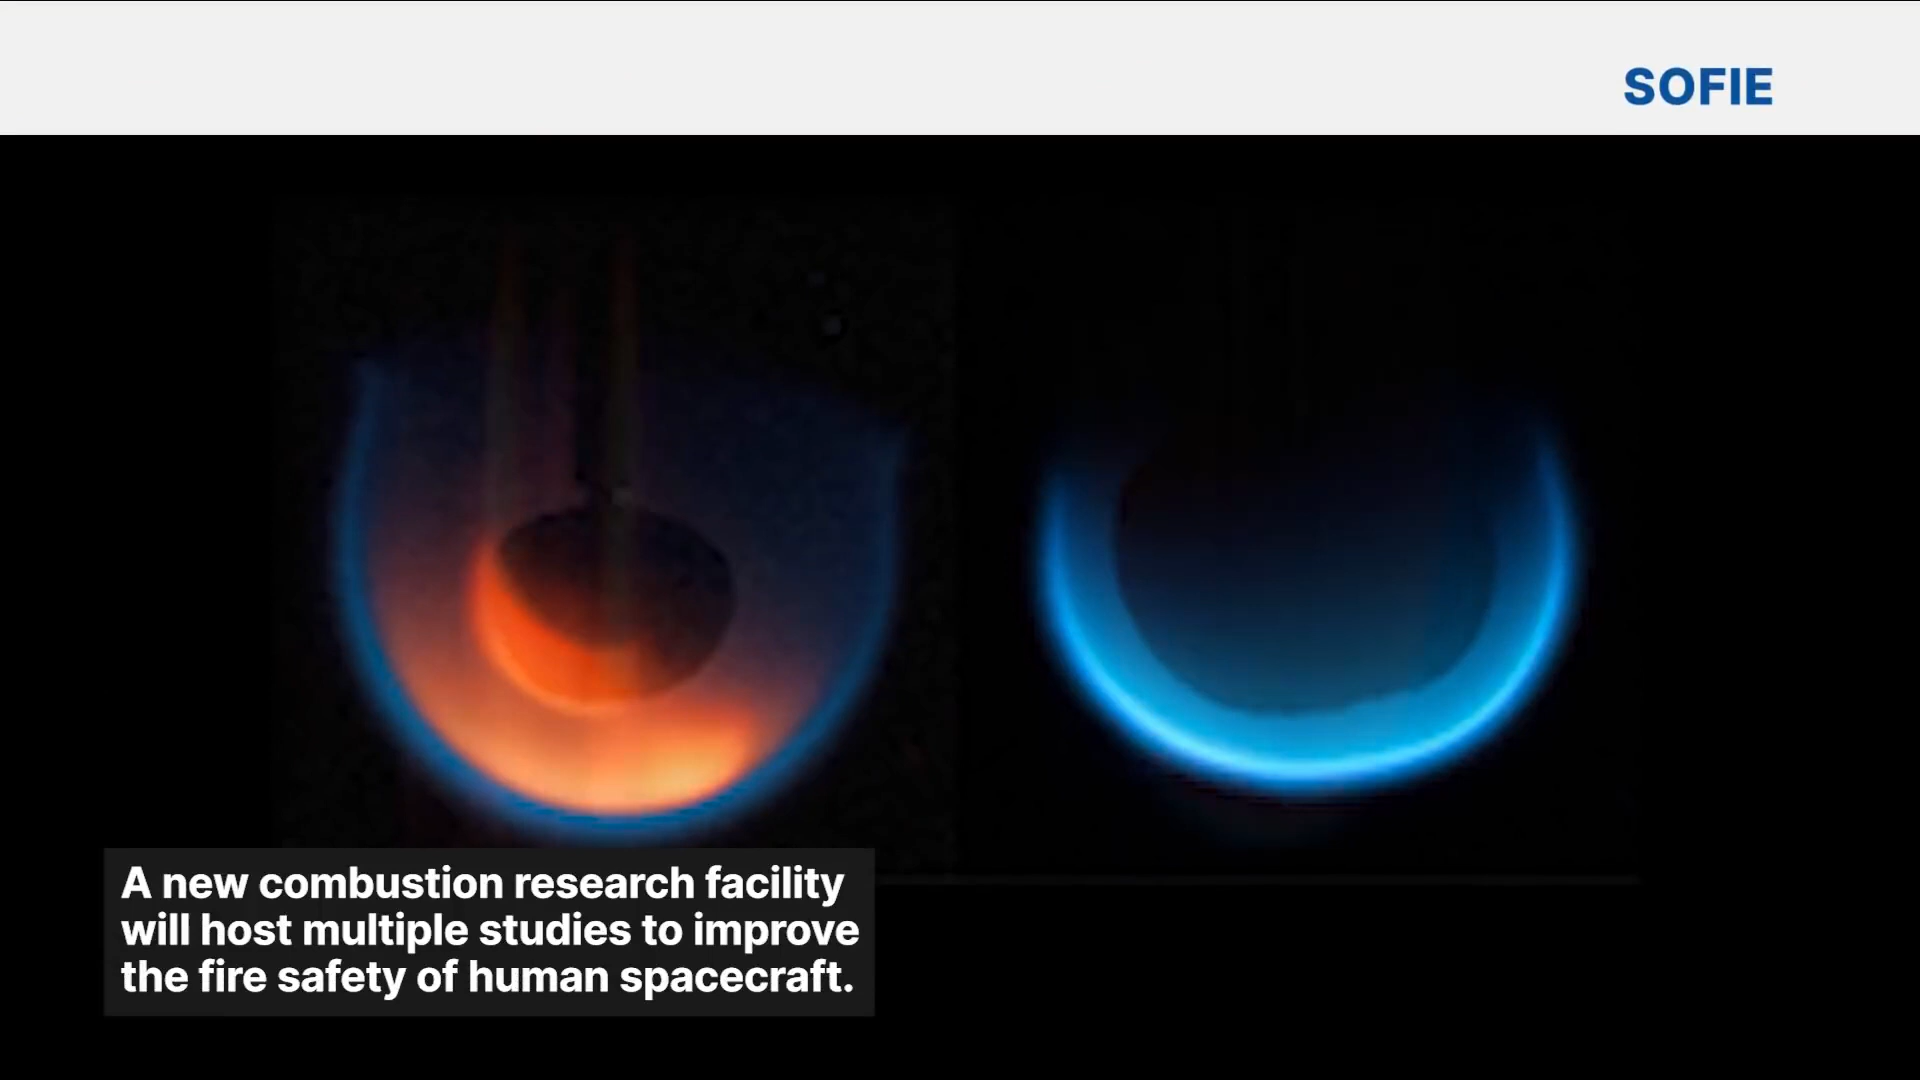 SOFIE
A new combustion research facility
will host multiple studies to improve
the fire safety of human spacecraft.